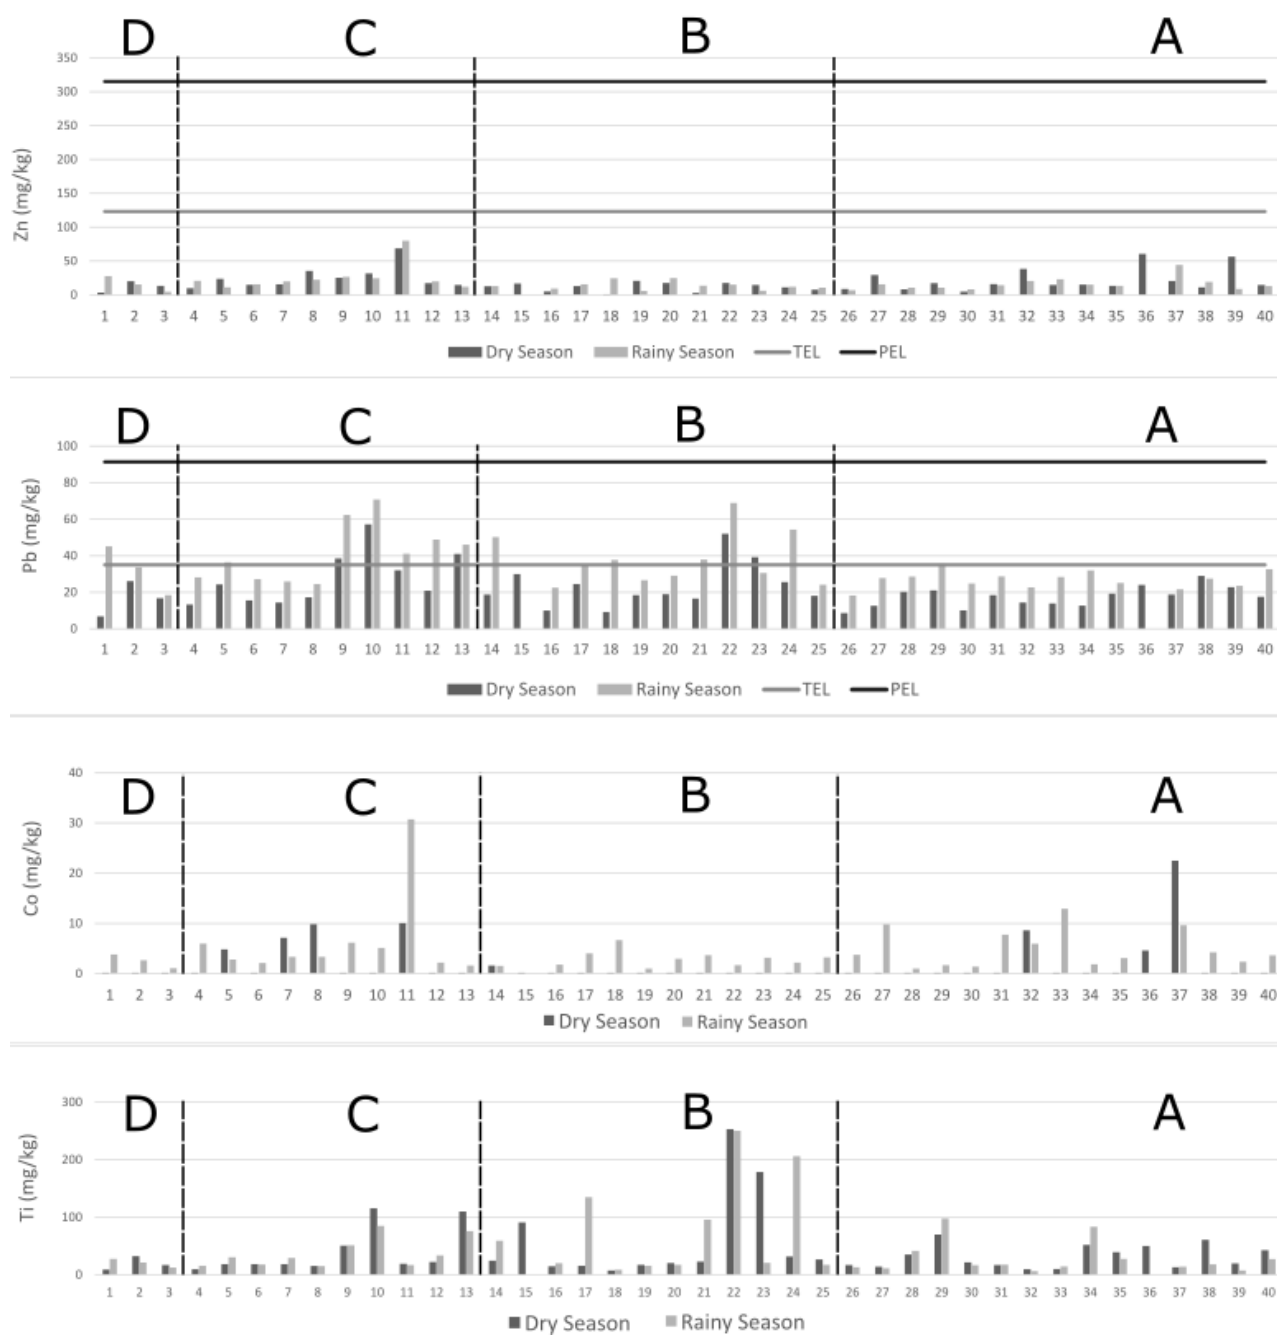 D C B A
350
300
250
200
150
100
50
0
Zn (mg/kg)
1 2 3 4 5 6 7 8 9 10 11 12 13 14 15 16 17 18 19 20 21 22 23 24 25 26 27 28 29 30 31 32 33 34 35 36 37 38 39 40
Dry Season Rainy Season TEL PEL
D C B A
100
80
60
40
20
0
Pb (mg/kg)
1 2 3 4 5 6 7 8 9 10 11 12 13 14 15 16 17 18 19 20 21 22 23 24 25 26 27 28 29 30 31 32 33 34 35 36 37 38 39 40
Dry Season Rainy Season TEL PEL
D C B A
40
30
20
10
0
Co (mg/kg)
1 2 3 4 5 6 7 8 9 10 11 12 13 14 15 16 17 18 19 20 21 22 23 24 25 26 27 28 29 30 31 32 33 34 35 36 37 38 39 40
Dry Season Rainy Season
D C B A
300
200
100
0
Ti (mg/kg)
1 2 3 4 5 6 7 8 9 10 11 12 13 14 15 16 17 18 19 20 21 22 23 24 25 26 27 28 29 30 31 32 33 34 35 36 37 38 39 40
Dry Season Rainy Season